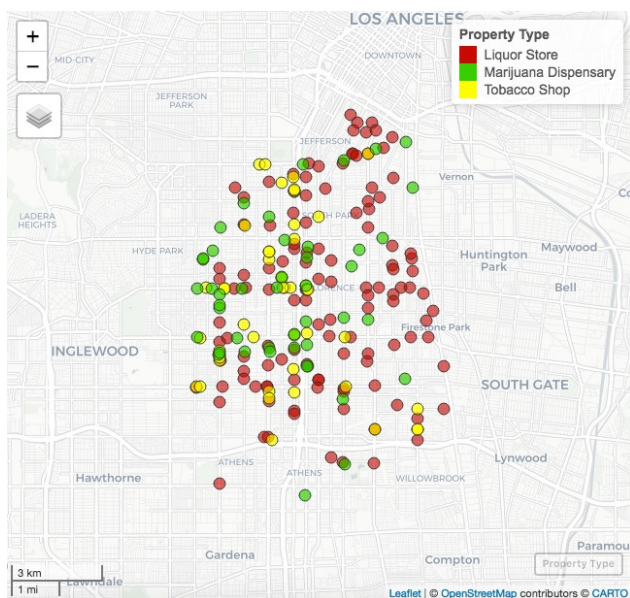 LOS ANGELES
+
−
Property Type
Liquor Store
Marijuana Dispensary
Tobacco Shop
MID-CITY
DOWNTOWN
JEFFERSON
PARK
JEFFERSON
Vernon
LADERA
HEIGHTS
HYDE PARK
Huntington
Park
Maywood
Bell
Firestone Park
INGLEWOOD
SOUTH GATE
Lynwood
ATHENS
ATHENS
WILLOWBROOK
Hawthorne
Gardena
Compton
Paramou
Property Type
3 km
1 mi
Lawndale
Leaflet | © OpenStreetMap contributors © CARTO